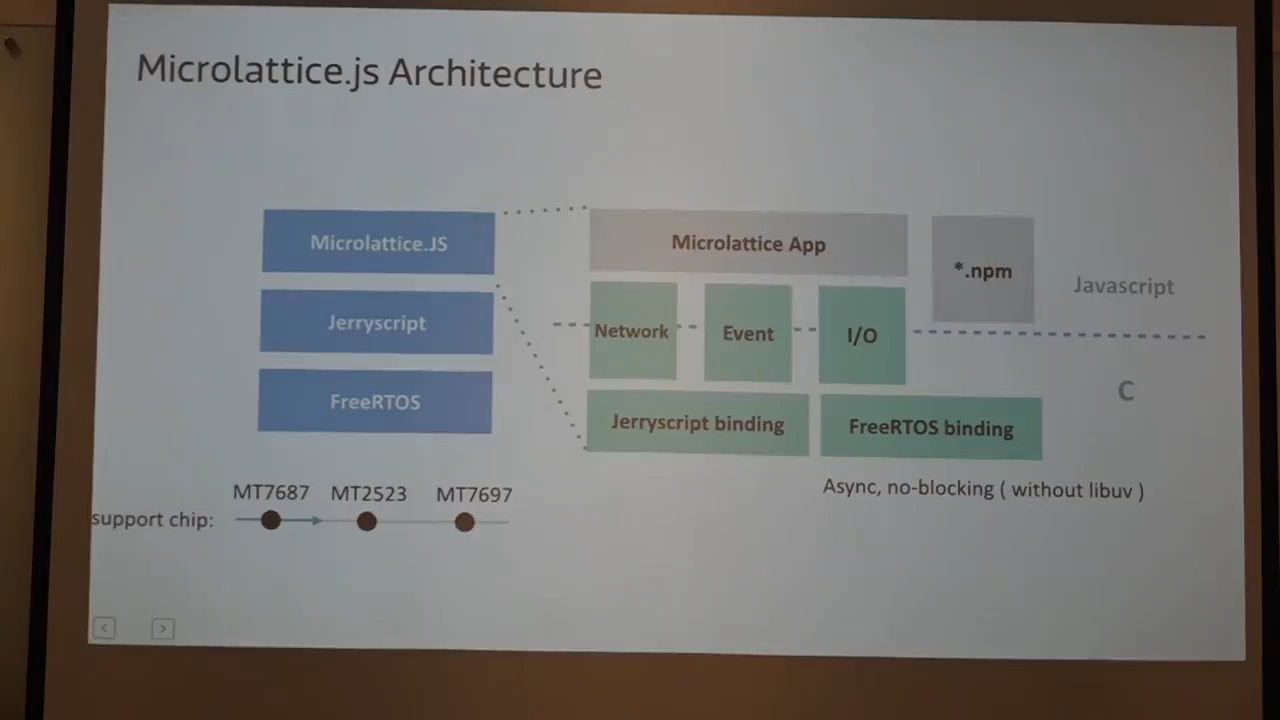 Microlattice.js Architecture
Microlattice.JS
Jerryscript
FreeRTOS
MT7687 MT2523 MT7697
support chip:
Microlattice App
*.npm
Javascript
Network
Event
I/O
C
Jerryscript binding
FreeRTOS binding
Async, no-blocking ( without libuv )
< >